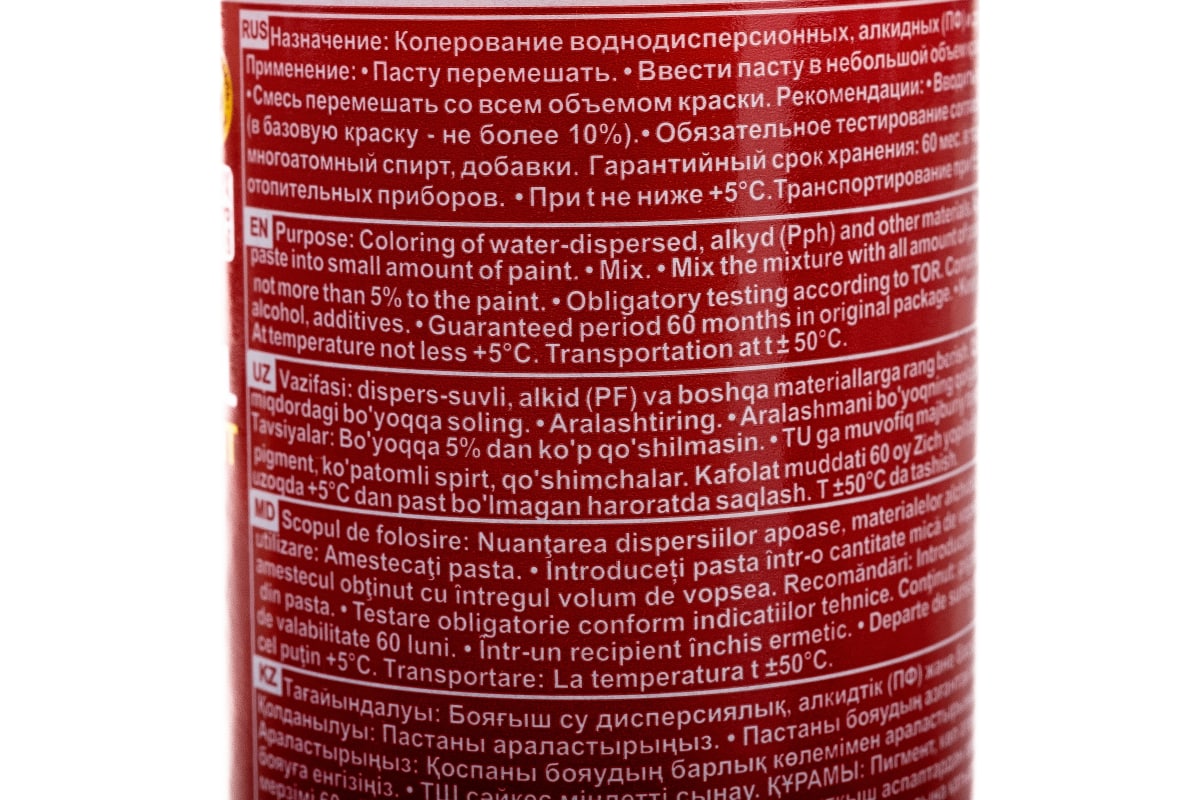 RUS Назначение: Колерование воднодисперсионных, алкидных (ПФ)
Применение: • Пасту перемешать. • Ввести пасту в небольшой объем
• Смесь перемешать со всем объемом краски. Рекомендации: •
(в базовую краску - не более 10%). • Обязательное тестирование
многоатомный спирт, добавки. Гарантийный срок хранения: 60 мес.
отопительных приборов. • При t не ниже +5°C. Транспортирование при
EN Purpose: Coloring of water-dispersed, alkyd (Pph) and other materials.
paste into small amount of paint. • Mix. • Mix the mixture with all amount of
not more than 5% to the paint. • Obligatory testing according to TOR.
alcohol, additives. • Guaranteed period 60 months in original package. •
At temperature not less +5°C. Transportation at t ± 50°C.
UZ Vazifasi: dispers-suvli, alkid (PF) va boshqa materiallarga rang berish.
miqdordagi bo'yoqqa soling. • Aralashtiring. • Aralashmani bo'yoqning
Tavsiyalar: Bo'yoqqa 5% dan ko'p qo'shilmasin. • TU ga muvofiq majburiy
pigment, ko'patomli spirt, qo'shimchalar. Kafolat muddati 60 oy Zich
uzoqda +5°C dan past bo'lmagan haroratda saqlash. T ±50°C da tashish.
MD Scopul de folosire: Nuanţarea dispersiilor apoase, materialelor
utilizare: Amestecaţi pasta. • Introduceți pasta într-o cantitate mică de
amestecul obţinut cu întregul volum de vopsea. Recomăndări:
din pasta. • Testare obligatorie conform indicatiilor tehnice. Conţinut:
de valabilitate 60 luni. • Într-un recipient închis ermetic. • Departe de
cel puțin +5°C. Transportare: La temperatura t ±50°C.
KZ Тағайындалуы: Бояғыш су дисперсиялық, алкидтік (ПФ) және
Қолданылуы: Пастаны араластырыңыз. • Пастаны бояудың
Араластырыңыз: Қоспаны бояудың барлық көлемімен
бояуға енгізіңіз. • ТШ сәйкес міндетті сынау. ҚҰРАМЫ: Пигмент,
мерзімі 60